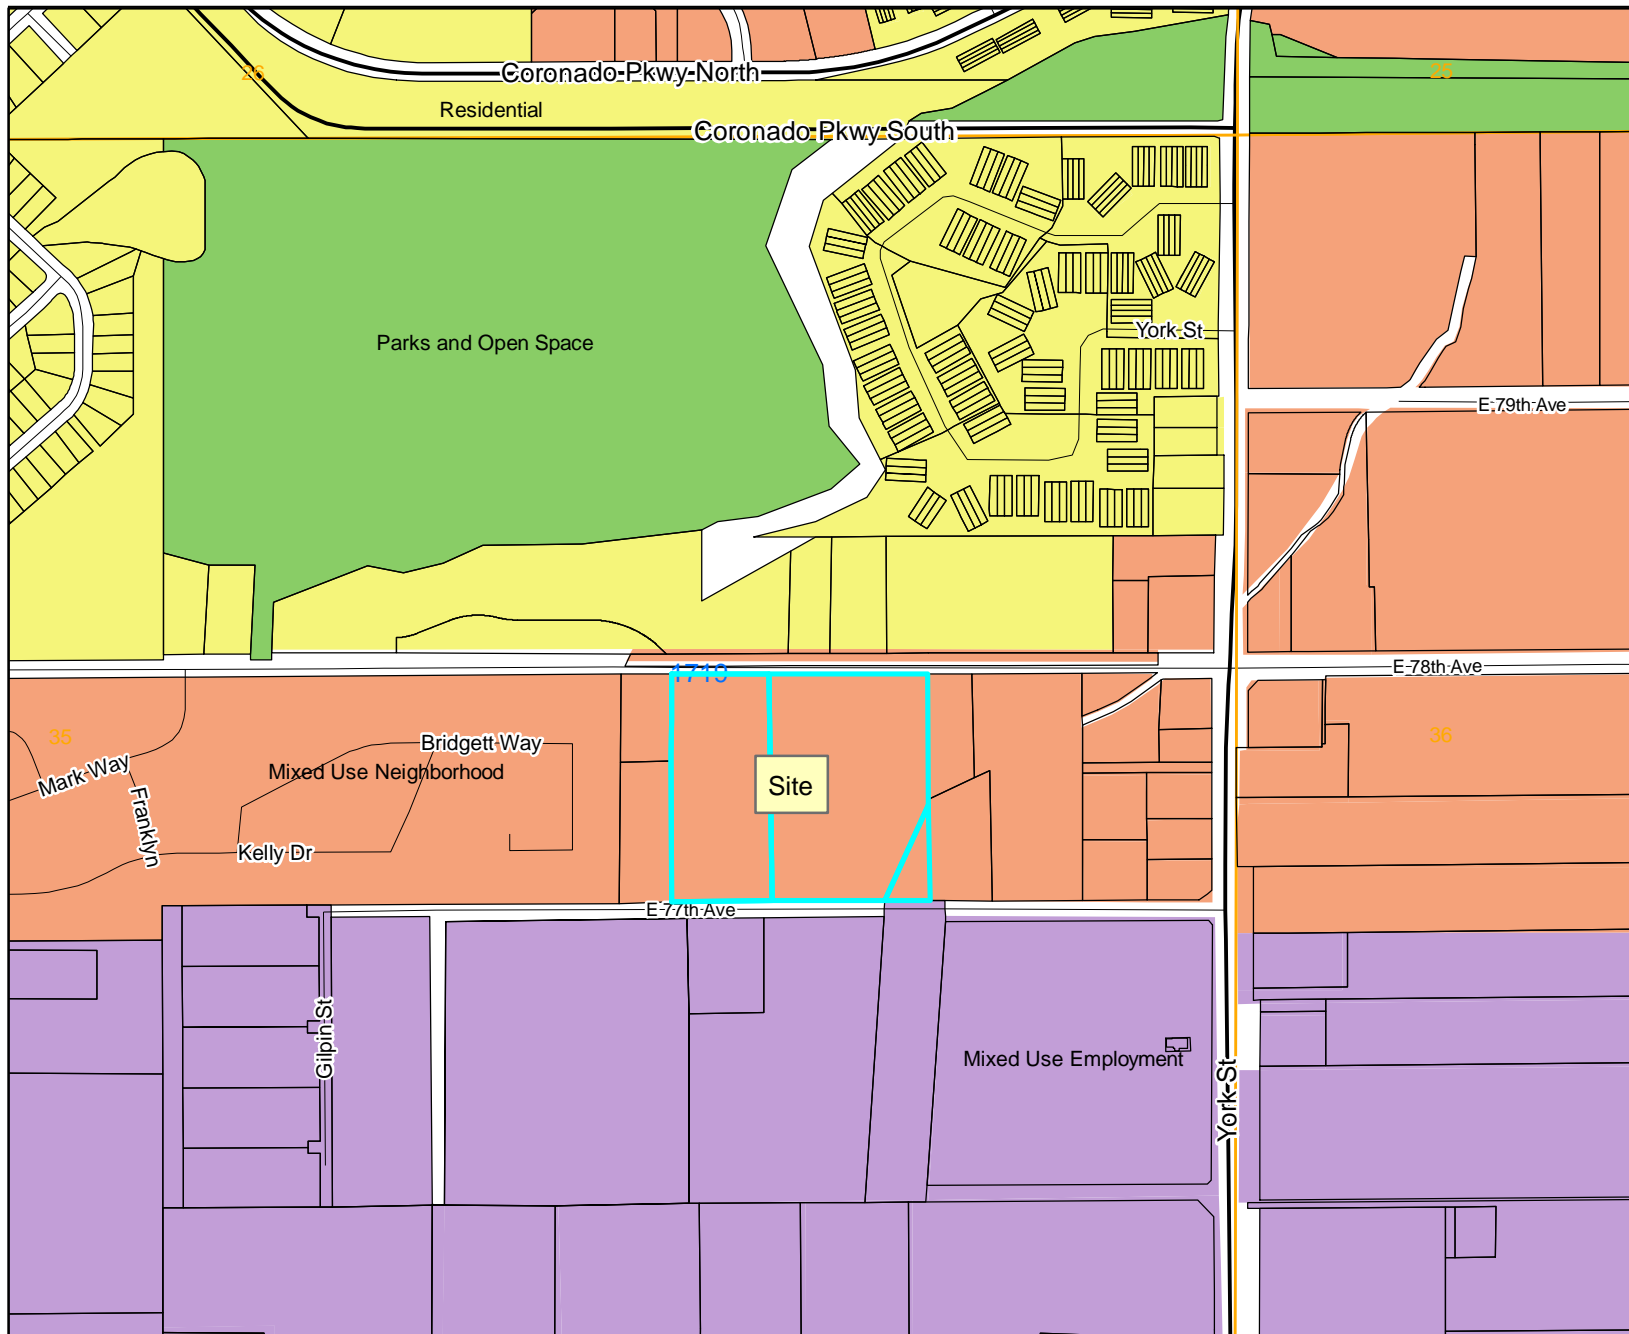 26
Coronado Pkwy North
25
Residential
Coronado Pkwy South
York St
Parks and Open Space
E 79th Ave
E 78th Ave
1719
35
36
Bridgett Way
Mark Way
Mixed Use Neighborhood
Site
Franklyn
Kelly Dr
E 77th Ave
Gilpin St
Mixed Use Employment
York St